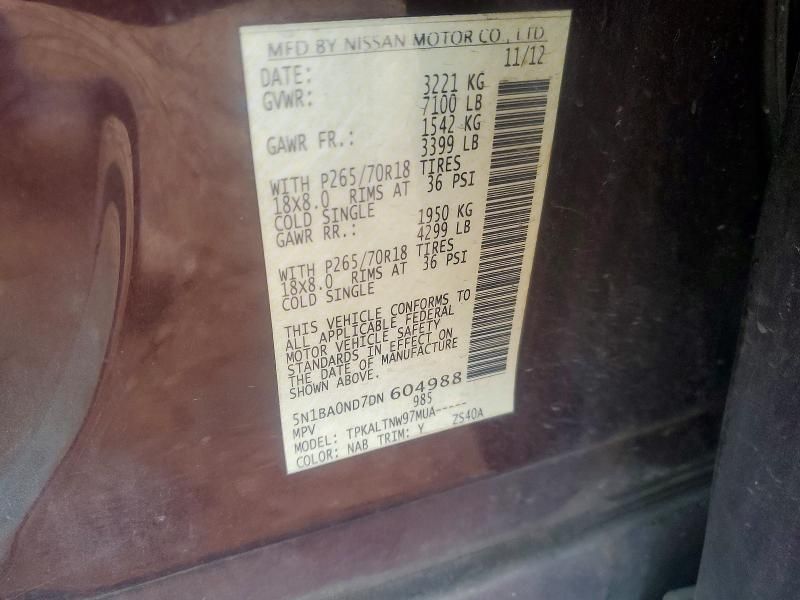 MFD BY NISSAN MOTOR CO., LTD
DATE: 11/12
GVWR: 3221 KG
7100 LB
GAWR FR.: 1542 KG
3399 LB
WITH P265/70R18 TIRES
18X8.0 RIMS AT 36 PSI
COLD SINGLE
GAWR RR.: 1950 KG
4299 LB
WITH P265/70R18 TIRES
18X8.0 RIMS AT 36 PSI
COLD SINGLE
THIS VEHICLE CONFORMS TO
ALL APPLICABLE FEDERAL
MOTOR VEHICLE SAFETY
STANDARDS IN EFFECT ON
THE DATE OF MANUFACTURE
SHOWN ABOVE.
5N1BA0ND7DN 604988
MPV 985
MODEL: TPKALTNW97MUA-----
COLOR: NAB TRIM: Y ZS40A